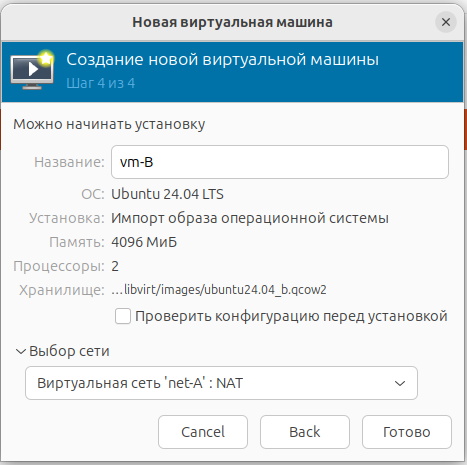 Новая виртуальная машина
Создание новой виртуальной машины
Шаг 4 из 4
Можно начинать установку
Название: vm-B
ОС: Ubuntu 24.04 LTS
Установка: Импорт образа операционной системы
Память: 4096 МиБ
Процессоры: 2
Хранилище: ...libvirt/images/ubuntu24.04_b.qcow2
Проверить конфигурацию перед установкой
Выбор сети
Виртуальная сеть 'net-A' : NAT
Cancel Back Готово